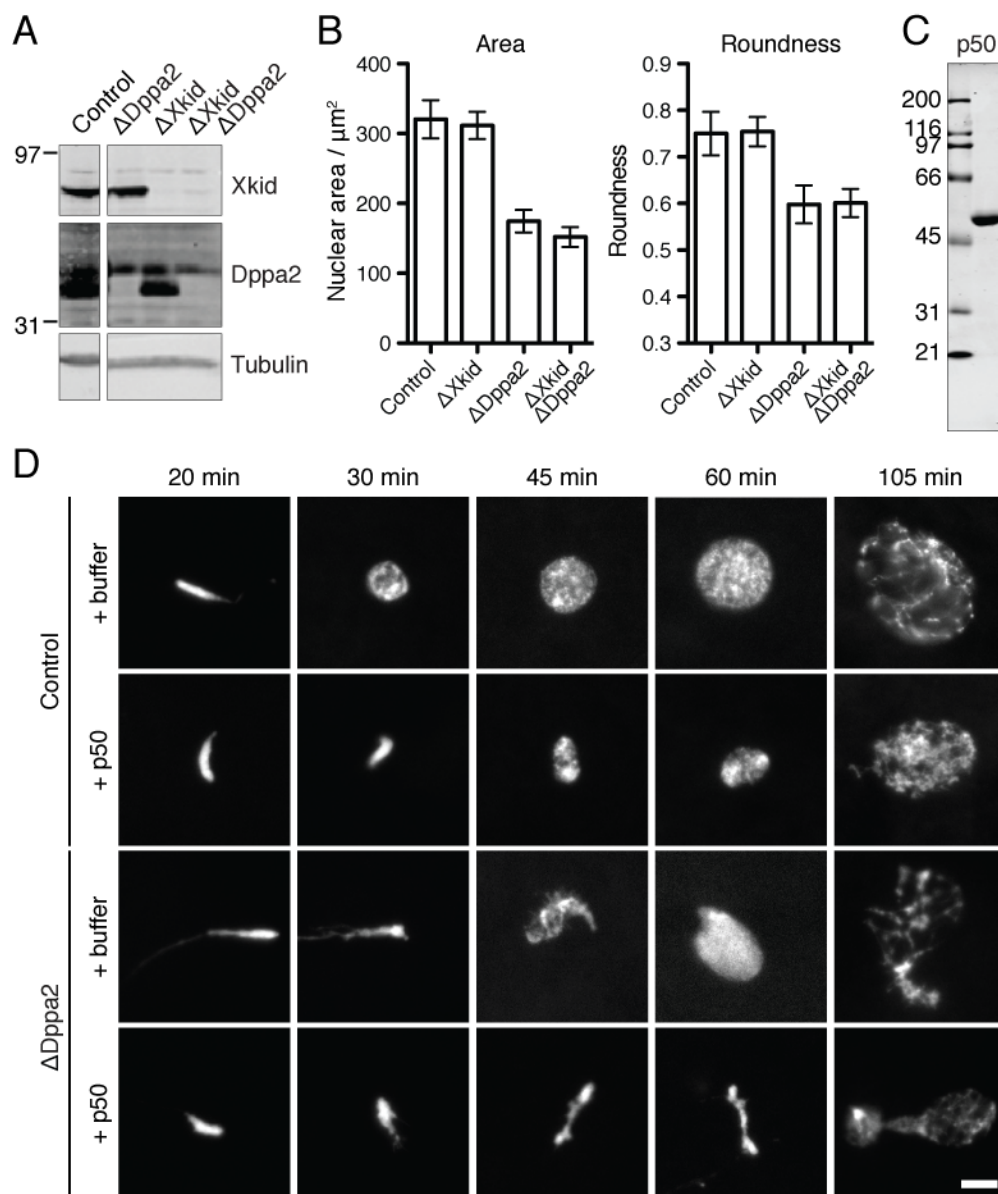 A
Control
ΔDppa2
ΔXkid
ΔXkid
ΔDppa2
97
31
Xkid
Dppa2
Tubulin
B
Area
Nuclear area / μm²
400
300
200
100
0
Control
ΔXkid
ΔDppa2
ΔXkid
ΔDppa2
Roundness
Roundness
0.9
0.8
0.7
0.6
0.5
0.4
0.3
Control
ΔXkid
ΔDppa2
ΔXkid
ΔDppa2
C
p50
200
116
97
66
45
31
21
D
20 min
30 min
45 min
60 min
105 min
Control
+ buffer
+ p50
ΔDppa2
+ buffer
+ p50